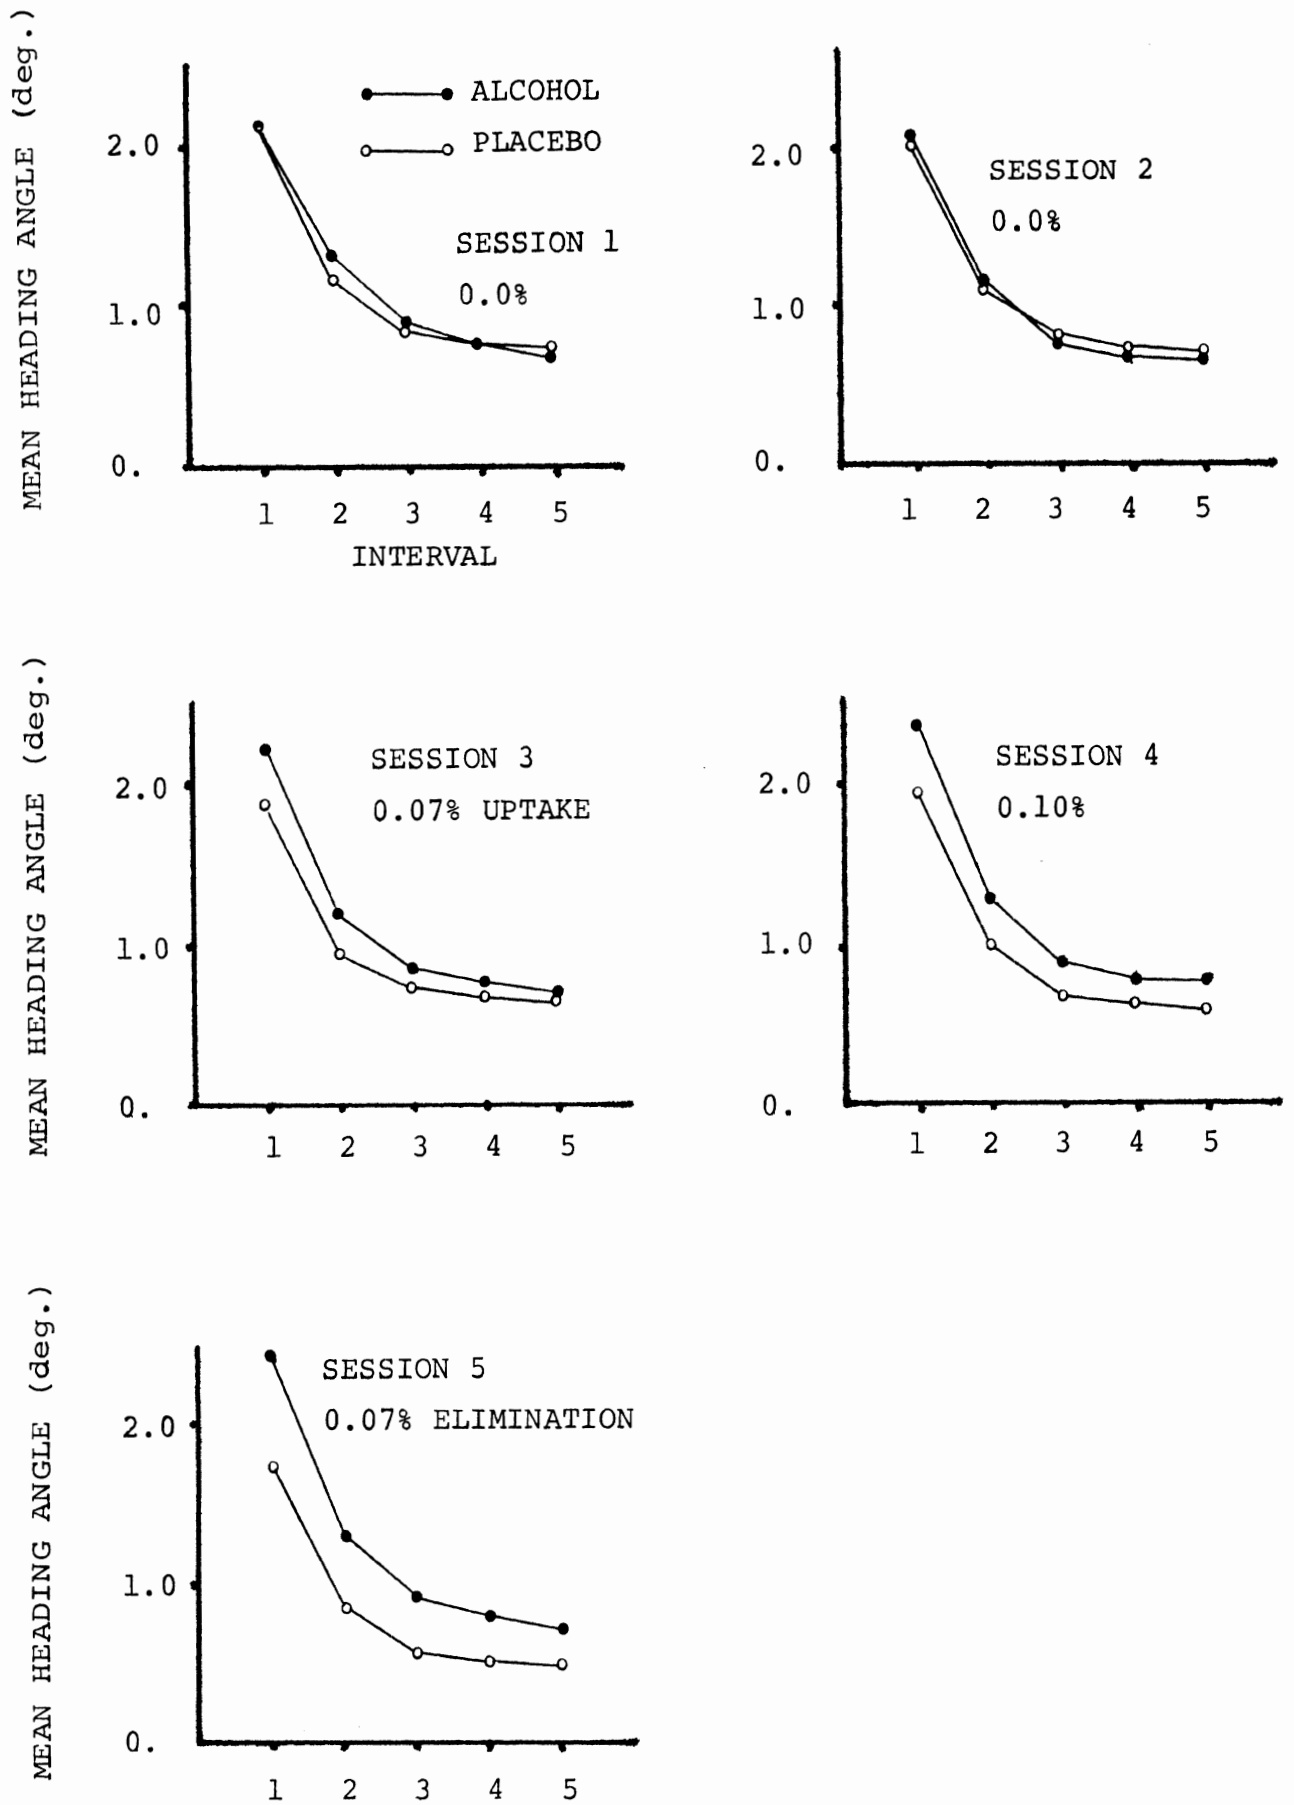 MEAN HEADING ANGLE (deg.)
2.0
1.0
0.
ALCOHOL
PLACEBO
SESSION 1
0.0%
1 2 3 4 5
INTERVAL
2.0
1.0
0.
SESSION 2
0.0%
1 2 3 4 5
MEAN HEADING ANGLE (deg.)
2.0
1.0
0.
SESSION 3
0.07% UPTAKE
1 2 3 4 5
2.0
1.0
0.
SESSION 4
0.10%
1 2 3 4 5
MEAN HEADING ANGLE (deg.)
2.0
1.0
0.
SESSION 5
0.07% ELIMINATION
1 2 3 4 5